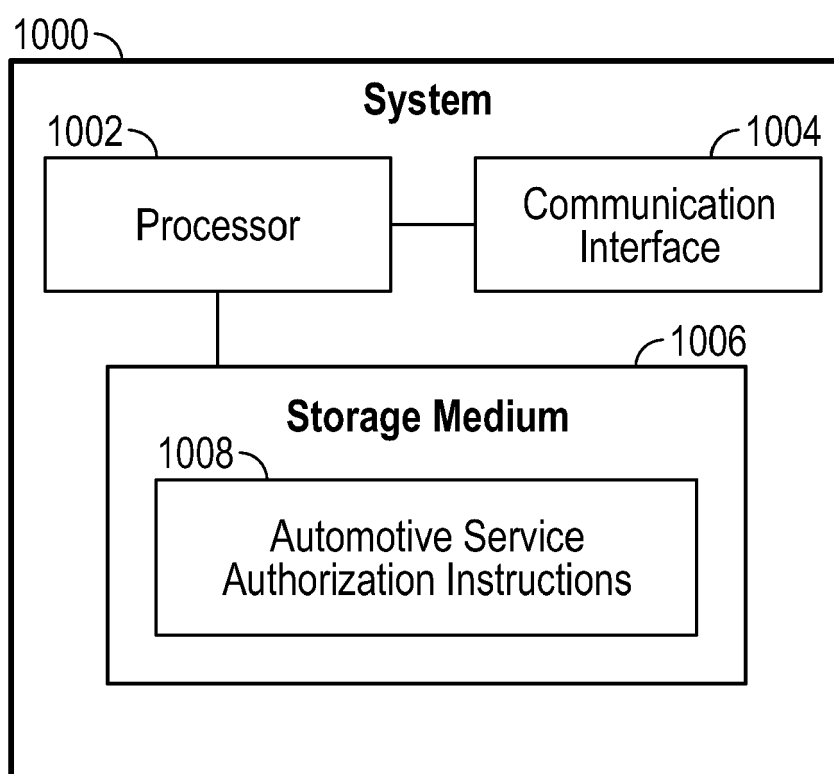 1000
System
1002
1004
Processor
Communication
Interface
1006
Storage Medium
1008
Automotive Service
Authorization Instructions